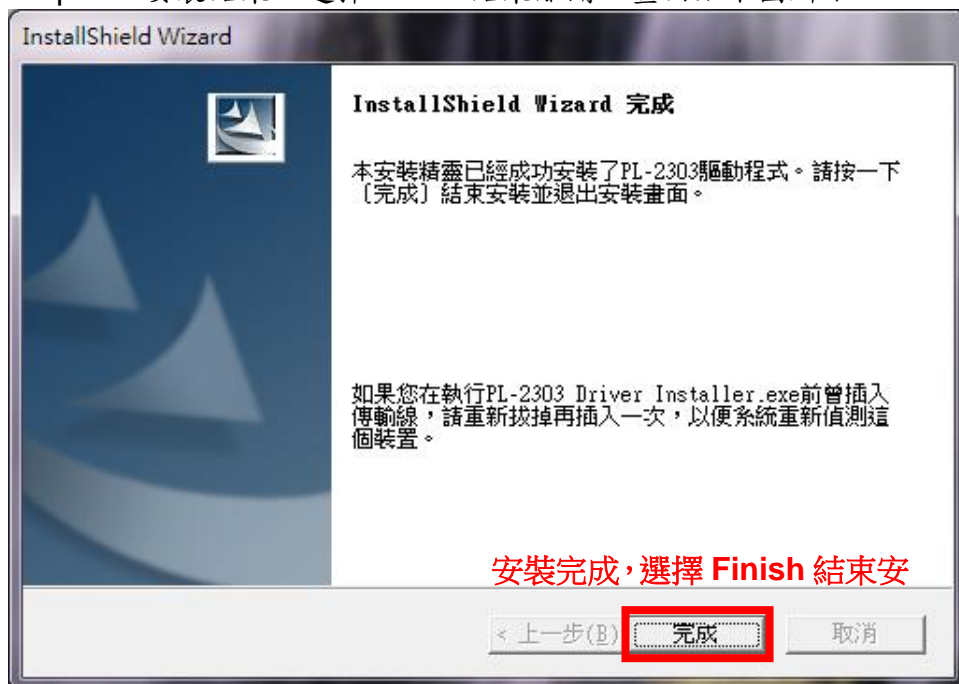 InstallShield Wizard
InstallShield Wizard 完成
本安裝精靈已經成功安裝了PL-2303驅動程式。請按一下
〔完成〕結束安裝並退出安裝畫面。
如果您在執行PL-2303 Driver Installer.exe前曾插入
傳輸線，請重新拔掉再插入一次，以便系統重新偵測這
個裝置。
安裝完成，選擇 Finish 結束安
< 上一步(B)
完成
取消